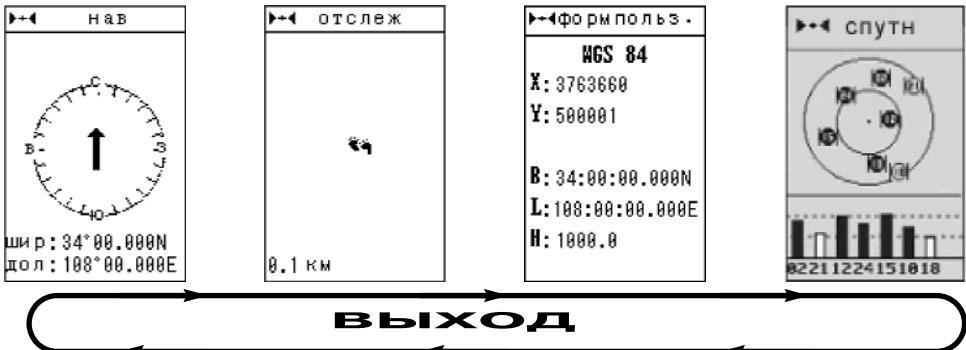 нав
С
В
З
Ю
шир:34°00.000N
дол:108°00.000E
отслеж
0.1 км
формпольз.
WGS 84
X:3763660
Y:500001
B:34:00:00.000N
L:108:00:00.000E
H:1000.0
спутн
02211224151018
ВЫХОД